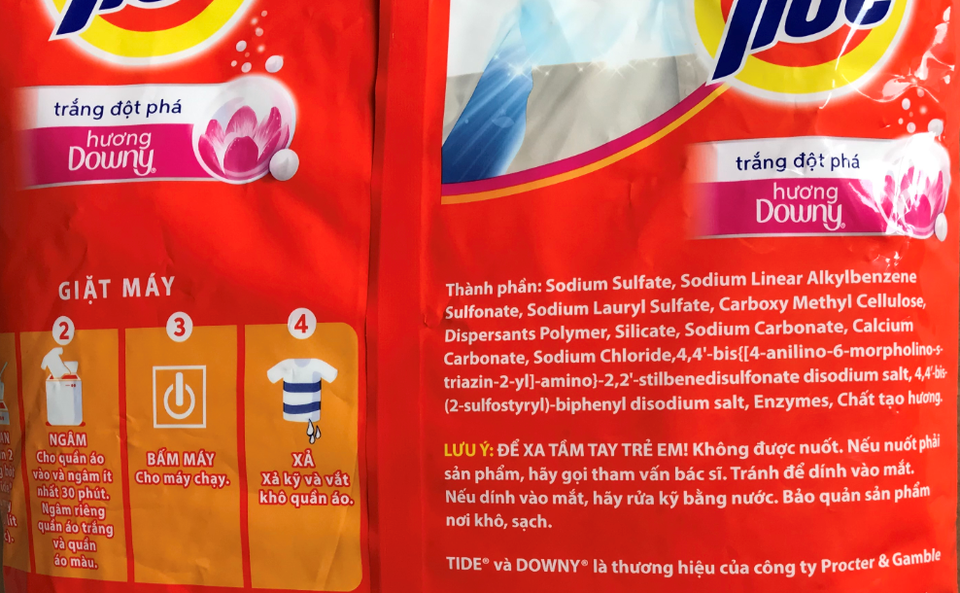 trắng đột phá
hương
Downy®
GIẶT MÁY
2
NGÂM
Cho quần áo
vào và ngâm ít
nhất 30 phút.
Ngâm riêng
quần áo trắng
và quần
áo màu.
3
BẤM MÁY
Cho máy chạy.
4
XẢ
Xả kỹ và vắt
khô quần áo.
Tide
trắng đột phá
hương
Downy®
Thành phần: Sodium Sulfate, Sodium Linear Alkylbenzene
Sulfonate, Sodium Lauryl Sulfate, Carboxy Methyl Cellulose,
Dispersants Polymer, Silicate, Sodium Carbonate, Calcium
Carbonate, Sodium Chloride,4,4'-bis{[4-anilino-6-morpholino-s-
triazin-2-yl]-amino}-2,2'-stilbenedisulfonate disodium salt, 4,4'-bis-
(2-sulfostyryl)-biphenyl disodium salt, Enzymes, Chất tạo hương.
LƯU Ý: ĐỂ XA TẦM TAY TRẺ EM! Không được nuốt. Nếu nuốt phải
sản phẩm, hãy gọi tham vấn bác sĩ. Tránh để dính vào mắt.
Nếu dính vào mắt, hãy rửa kỹ bằng nước. Bảo quản sản phẩm
nơi khô, sạch.
TIDE® và DOWNY® là thương hiệu của công ty Procter & Gamble